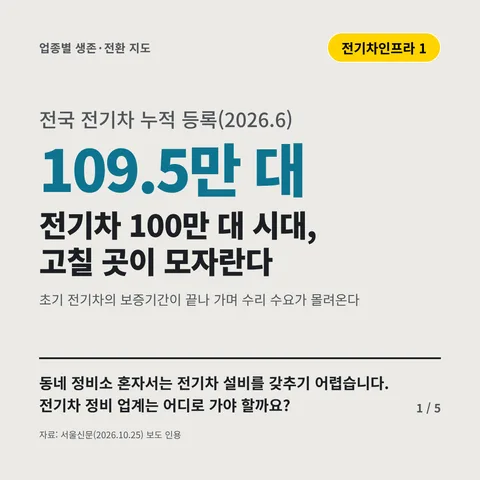 업종별 생존·전환 지도
전기차인프라 1
전국 전기차 누적 등록(2026.6)
109.5만 대
전기차 100만 대 시대,
고칠 곳이 모자란다
초기 전기차의 보증기간이 끝나 가며 수리 수요가 몰려온다
동네 정비소 혼자서는 전기차 설비를 갖추기 어렵습니다.
전기차 정비 업계는 어디로 가야 할까요?
1 / 5
자료: 서울신문(2026.10.25) 보도 인용